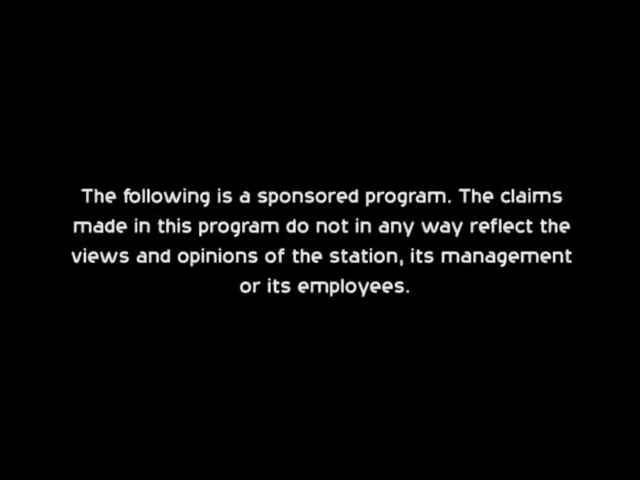 The following is a sponsored program. The claims
made in this program do not in any way reflect the
views and opinions of the station, its management
or its employees.